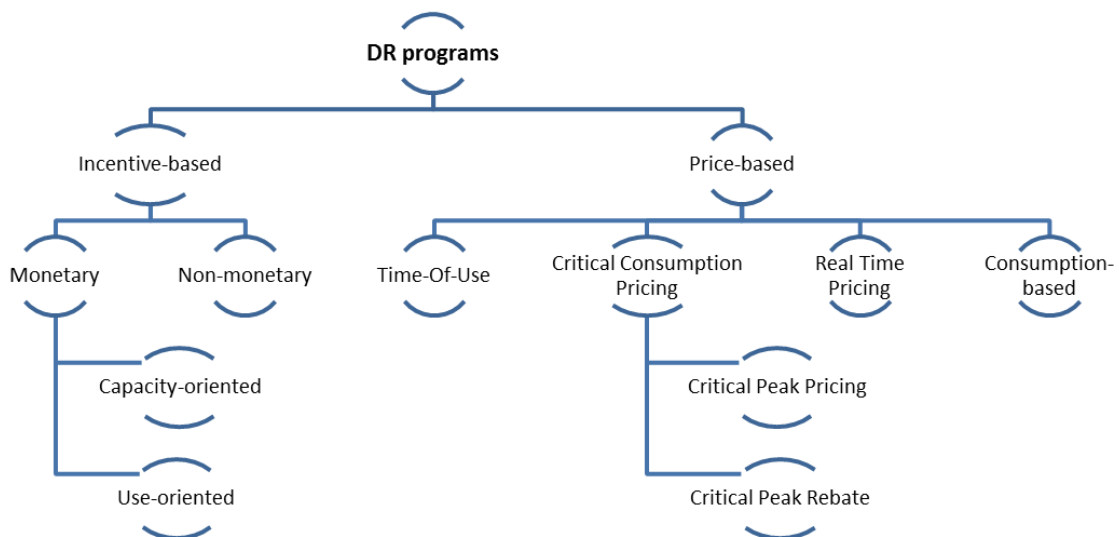 DR programs
Incentive-based
Price-based
Monetary
Non-monetary
Time-Of-Use
Critical Consumption
Pricing
Real Time
Pricing
Consumption-
based
Capacity-oriented
Critical Peak Pricing
Use-oriented
Critical Peak Rebate